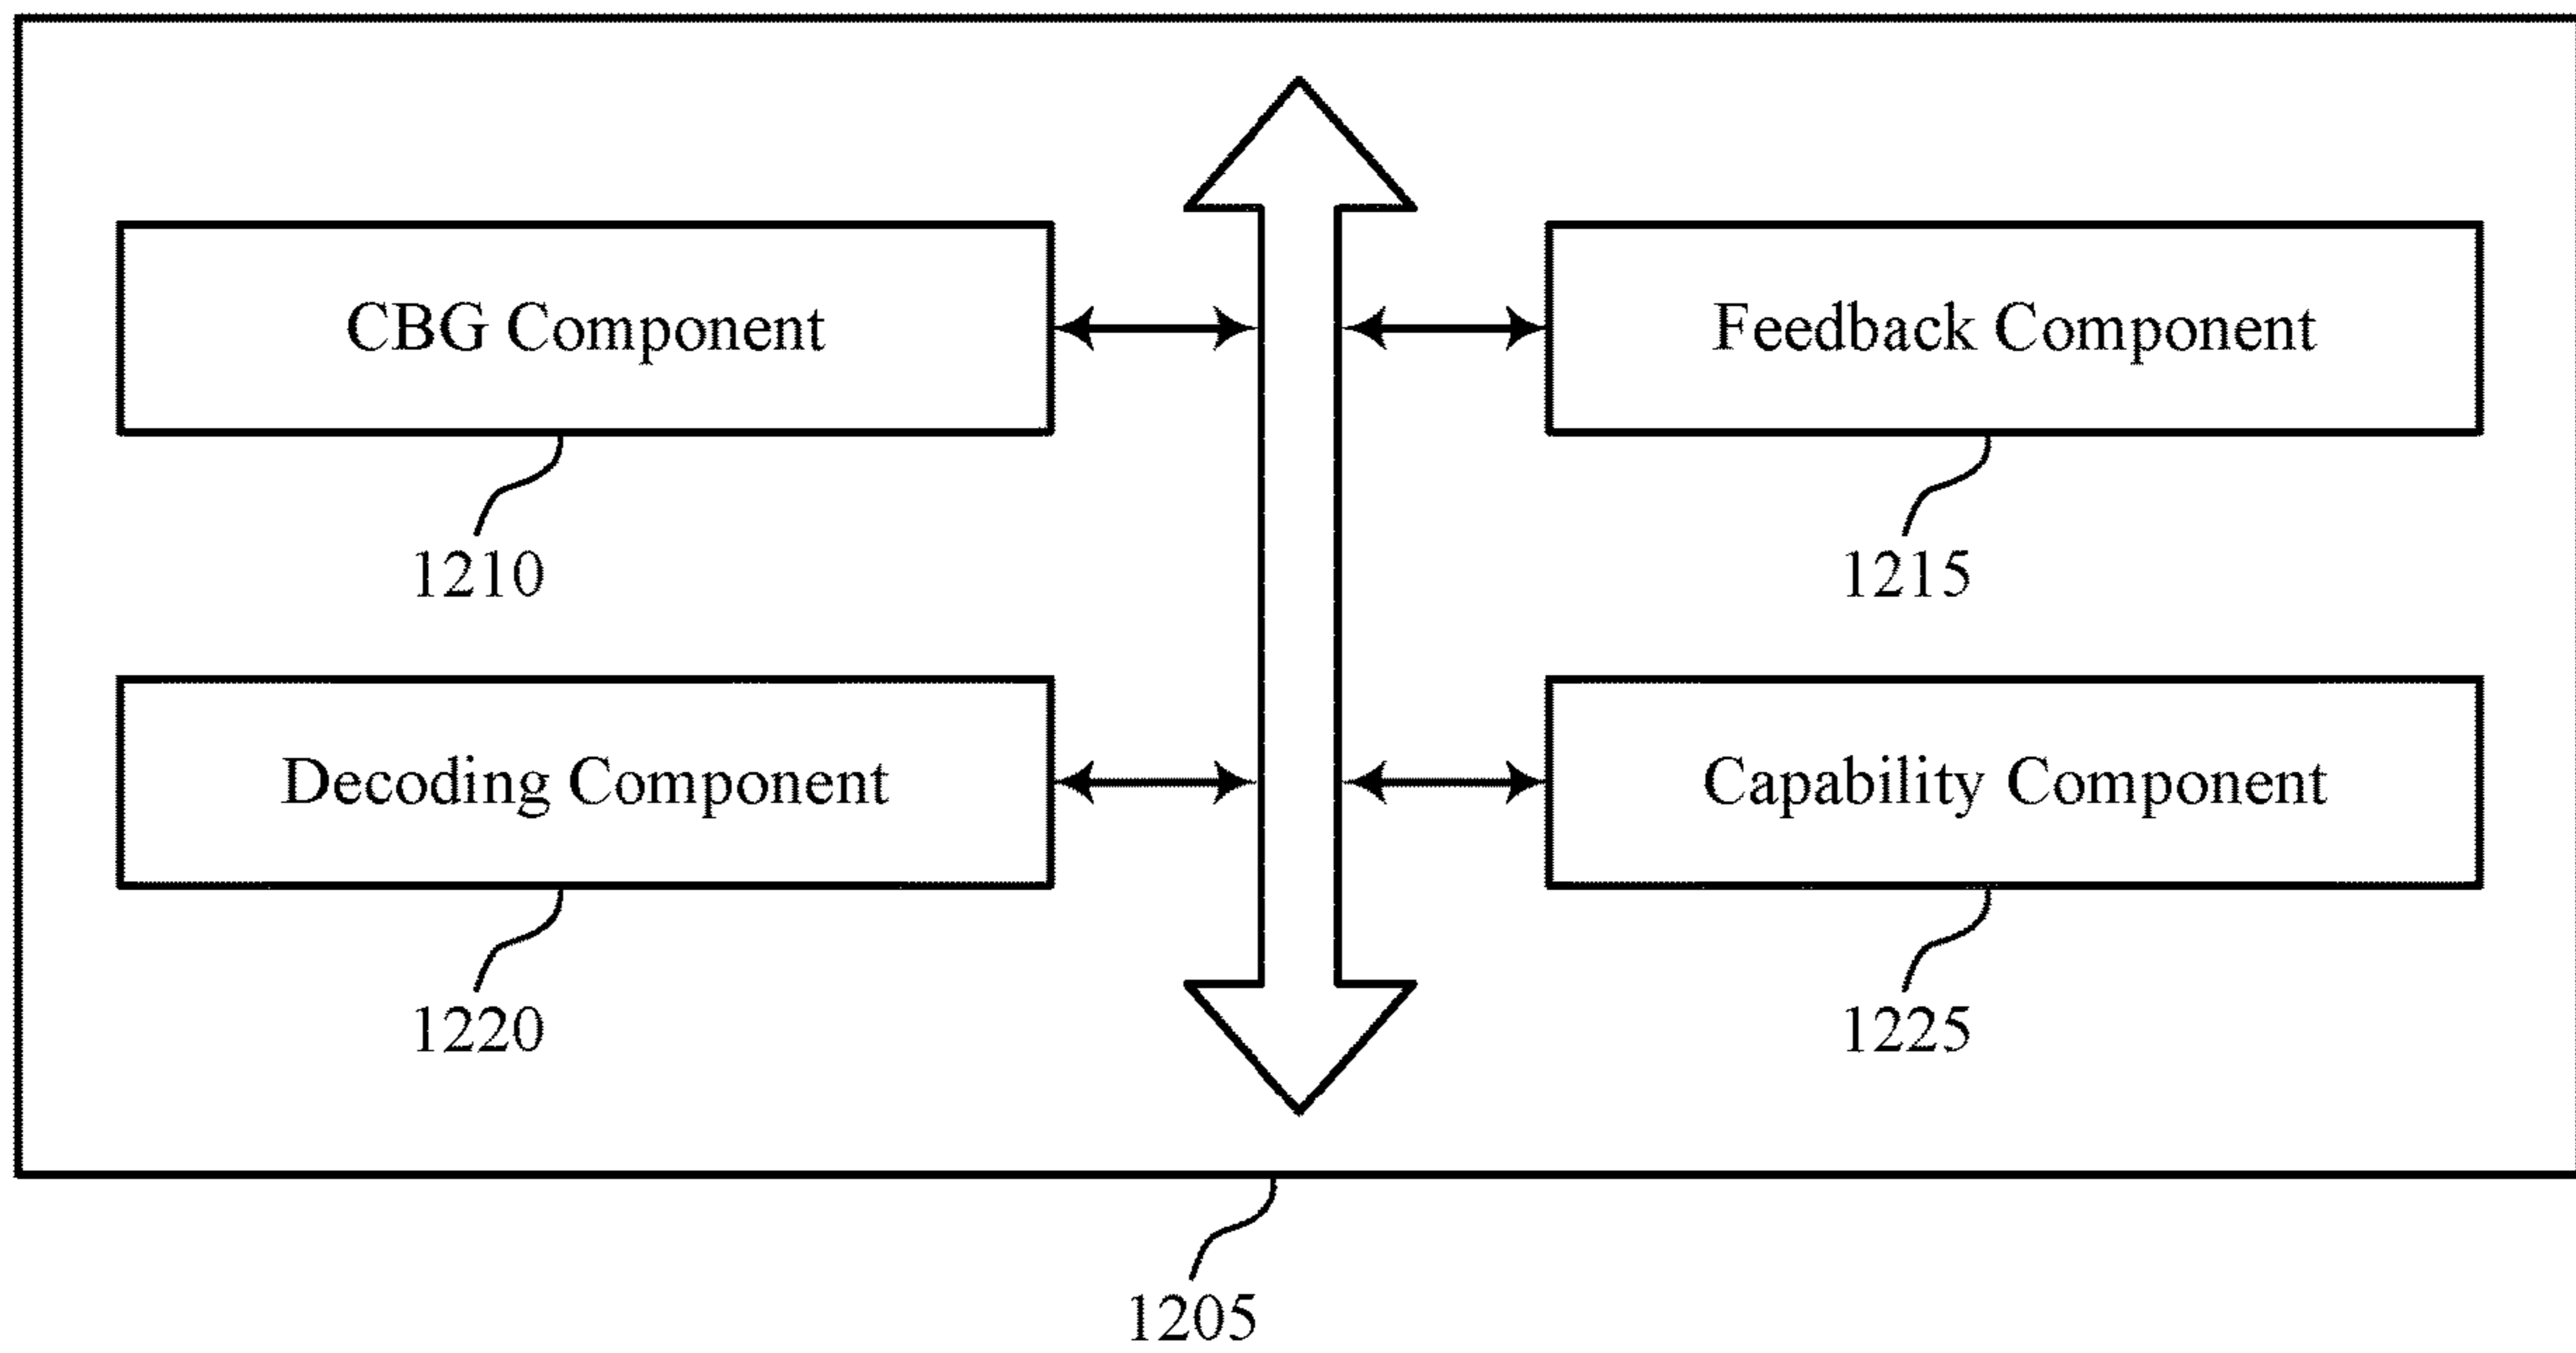 CBG Component
Feedback Component
1210
1215
Decoding Component
Capability Component
1220
1225
1205